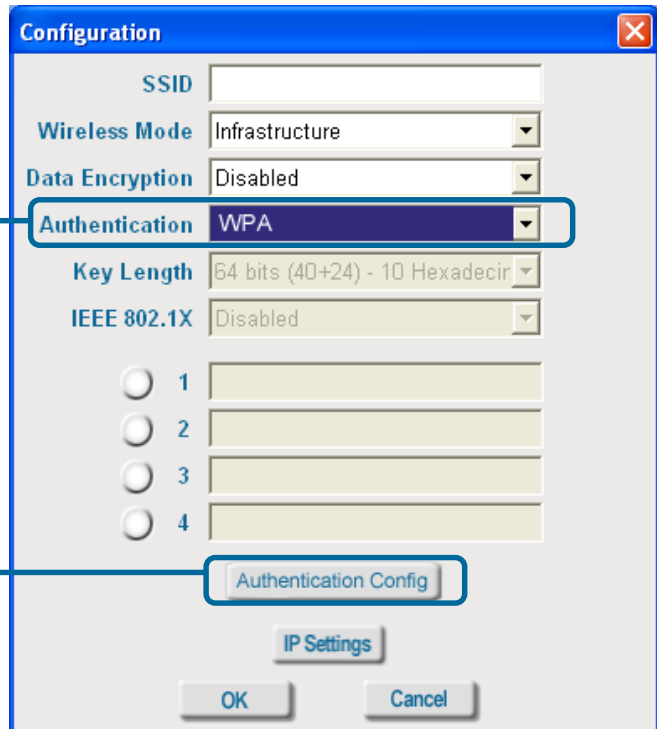 Configuration
SSID
Wireless Mode Infrastructure
Data Encryption Disabled
Authentication WPA
Key Length 64 bits (40+24) - 10 Hexadecir
IEEE 802.1X Disabled
1
2
3
4
Authentication Config
IP Settings
OK Cancel